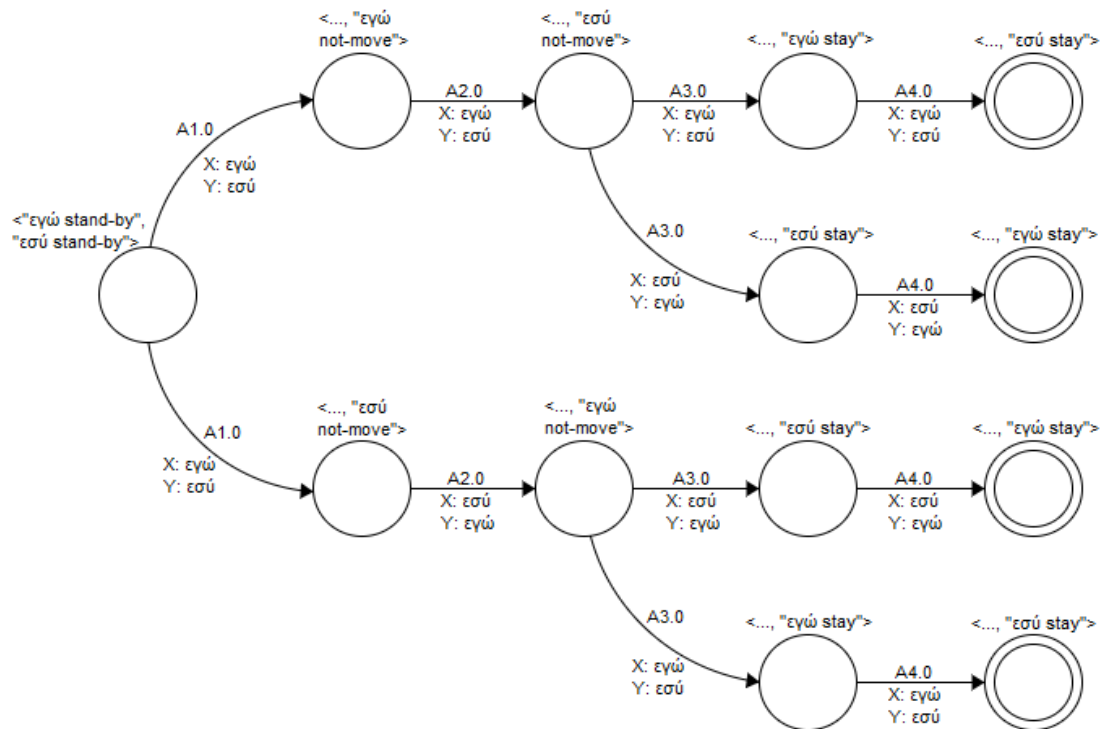 <..., "εγώ
not-move">
<..., "εσύ
not-move">
<..., "εγώ stay">
<..., "εσύ stay">
A1.0
X: εγώ
Y: εσύ
A2.0
X: εγώ
Y: εσύ
A3.0
X: εγώ
Y: εσύ
A4.0
X: εγώ
Y: εσύ
<"εγώ stand-by",
"εσύ stand-by">
A3.0
X: εσύ
Y: εγώ
<..., "εσύ stay">
<..., "εγώ stay">
A4.0
X: εσύ
Y: εγώ
A1.0
X: εγώ
Y: εσύ
<..., "εσύ
not-move">
<..., "εγώ
not-move">
<..., "εσύ stay">
<..., "εγώ stay">
A2.0
X: εσύ
Y: εγώ
A3.0
X: εσύ
Y: εγώ
A4.0
X: εσύ
Y: εγώ
A3.0
X: εγώ
Y: εσύ
<..., "εγώ stay">
<..., "εσύ stay">
A4.0
X: εγώ
Y: εσύ